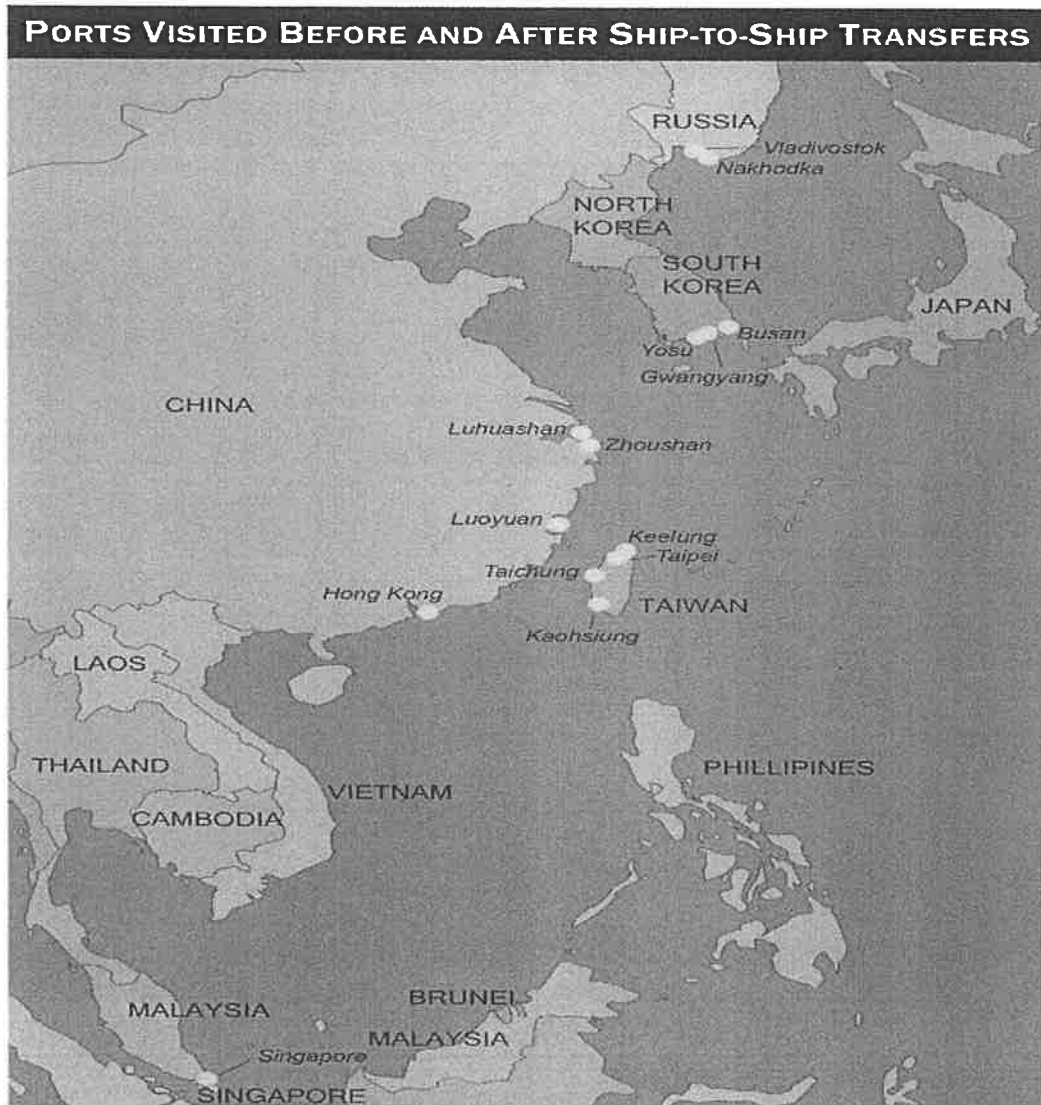 PORTS VISITED BEFORE AND AFTER SHIP-TO-SHIP TRANSFERS
RUSSIA
Vladivostok
Nakhodka
NORTH
KOREA
SOUTH
KOREA
JAPAN
Busan
Yosu
Gwangyang
CHINA
Luhuashan
Zhoushan
Luoyuan
Keelung
Taipei
Taichung
Hong Kong
TAIWAN
Kaohsiung
LAOS
THAILAND
PHILLIPINES
VIETNAM
CAMBODIA
BRUNEI
MALAYSIA
MALAYSIA
Singapore
SINGAPORE